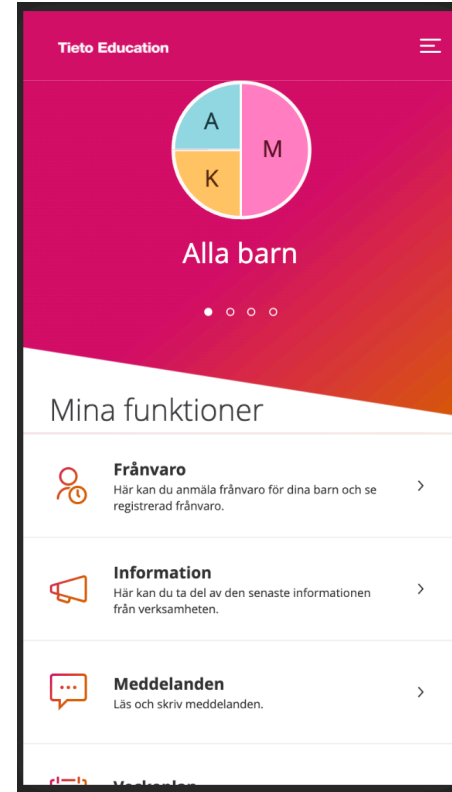 Tieto Education
A
M
K
Alla barn
Mina funktioner
Frånvaro
Här kan du anmäla frånvaro för dina barn och se
registrerad frånvaro.
Information
Här kan du ta del av den senaste informationen
från verksamheten.
Meddelanden
Läs och skriv meddelanden.